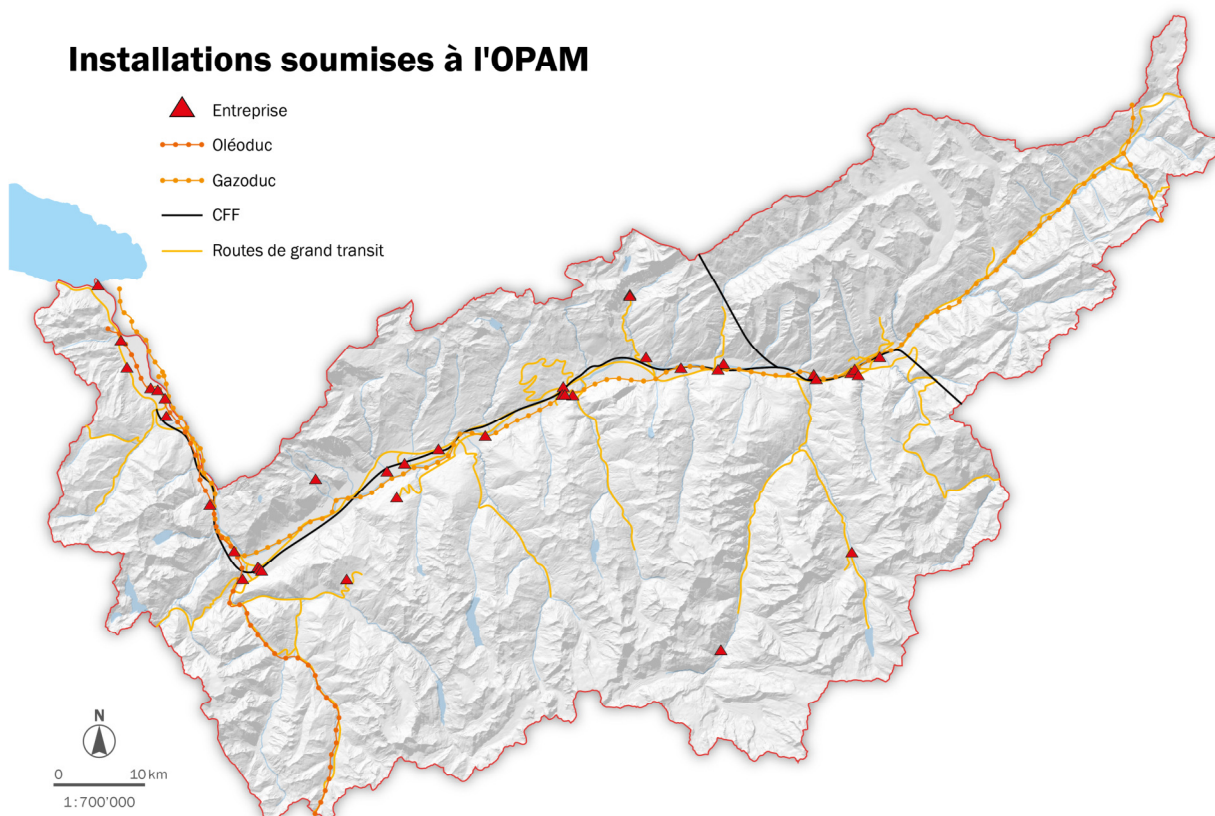 Installations soumises à l'OPAM
Entreprise
Oléoduc
Gazoduc
CFF
Routes de grand transit
N
0 10 km
1:700'000